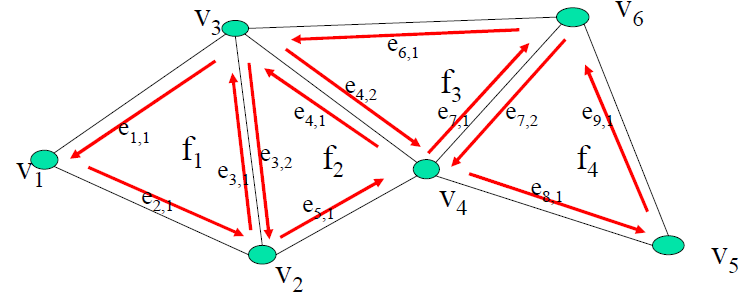 v6
v3
e6,1
e4,2
f3
e7,1
e7,2
e9,1
e4,1
e1,1
f1
e3,1
e3,2
f2
f4
v1
e2,1
e5,1
v4
e8,1
v5
v2